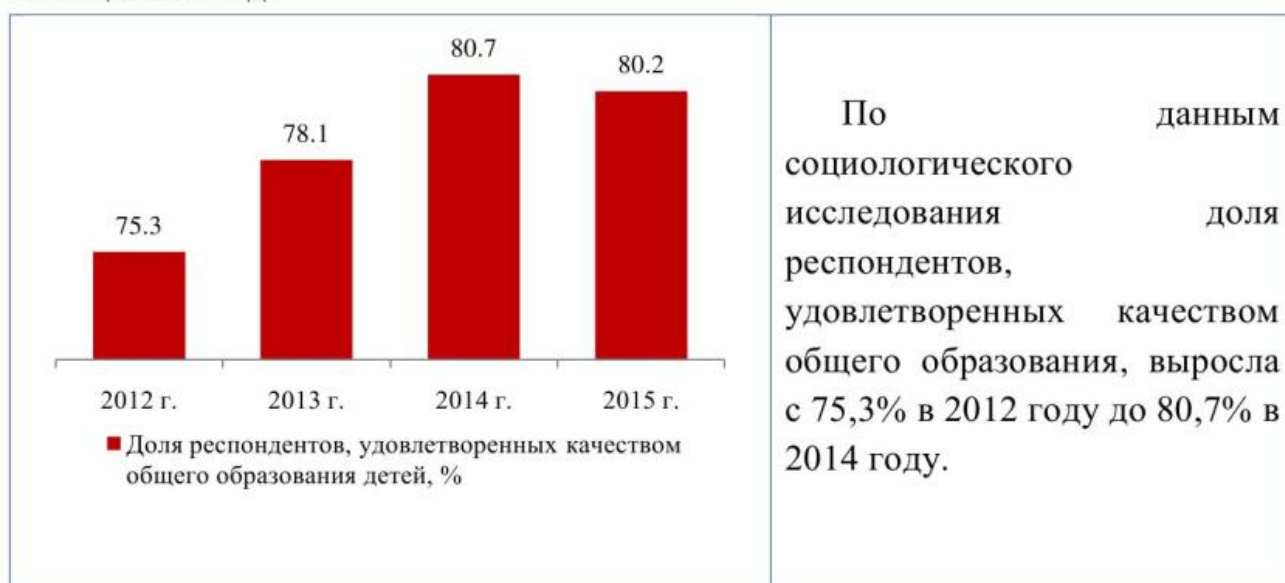 80.7
80.2
78.1
75.3
2012 г.
2013 г.
2014 г.
2015 г.
Доля респондентов, удовлетворенных качеством
общего образования детей, %
По данным
социологического
исследования доля
респондентов,
удовлетворенных качеством
общего образования, выросла
с 75,3% в 2012 году до 80,7% в
2014 году.